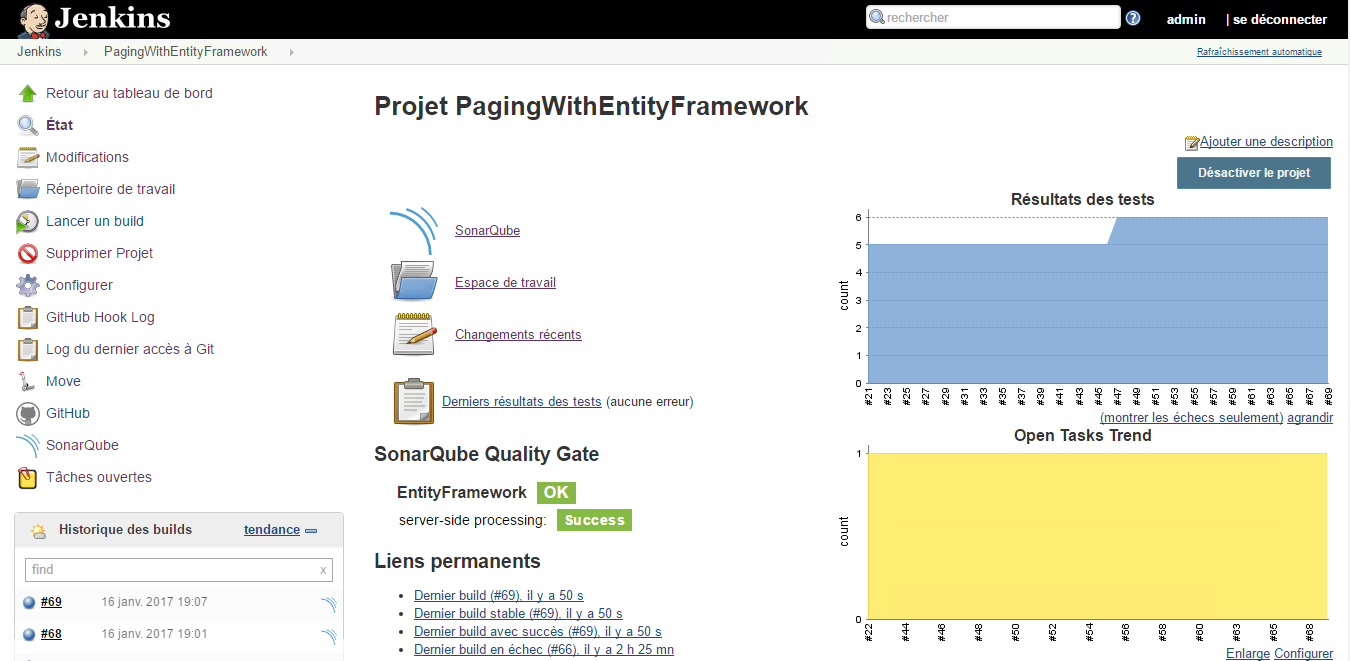 Jenkins
rechercher
?
admin
| se déconnecter
Jenkins
PagingWithEntityFramework
Rafraîchissement automatique
Retour au tableau de bord
État
Modifications
Répertoire de travail
Lancer un build
Supprimer Projet
Configurer
GitHub Hook Log
Log du dernier accès à Git
Move
GitHub
SonarQube
Tâches ouvertes
Historique des builds
tendance
find
x
#69
16 janv. 2017 19:07
#68
16 janv. 2017 19:01
Projet PagingWithEntityFramework
Ajouter une description
Désactiver le projet
SonarQube
Espace de travail
Changements récents
Derniers résultats des tests (aucune erreur)
SonarQube Quality Gate
EntityFramework OK
server-side processing: Success
Liens permanents
Dernier build (#69), il y a 50 s
Dernier build stable (#69), il y a 50 s
Dernier build avec succès (#69), il y a 50 s
Dernier build en échec (#66), il y a 2 h 25 mn
Résultats des tests
count
6
5
4
3
2
1
0
#21
#23
#25
#27
#29
#31
#33
#35
#37
#39
#41
#43
#45
#47
#49
#51
#53
#55
#57
#59
#61
#63
#65
#67
#69
(montrer les échecs seulement) agrandir
Open Tasks Trend
count
1
0
#22
#44
#46
#48
#50
#52
#54
#56
#58
#60
#63
#65
#68
Enlarge Configurer